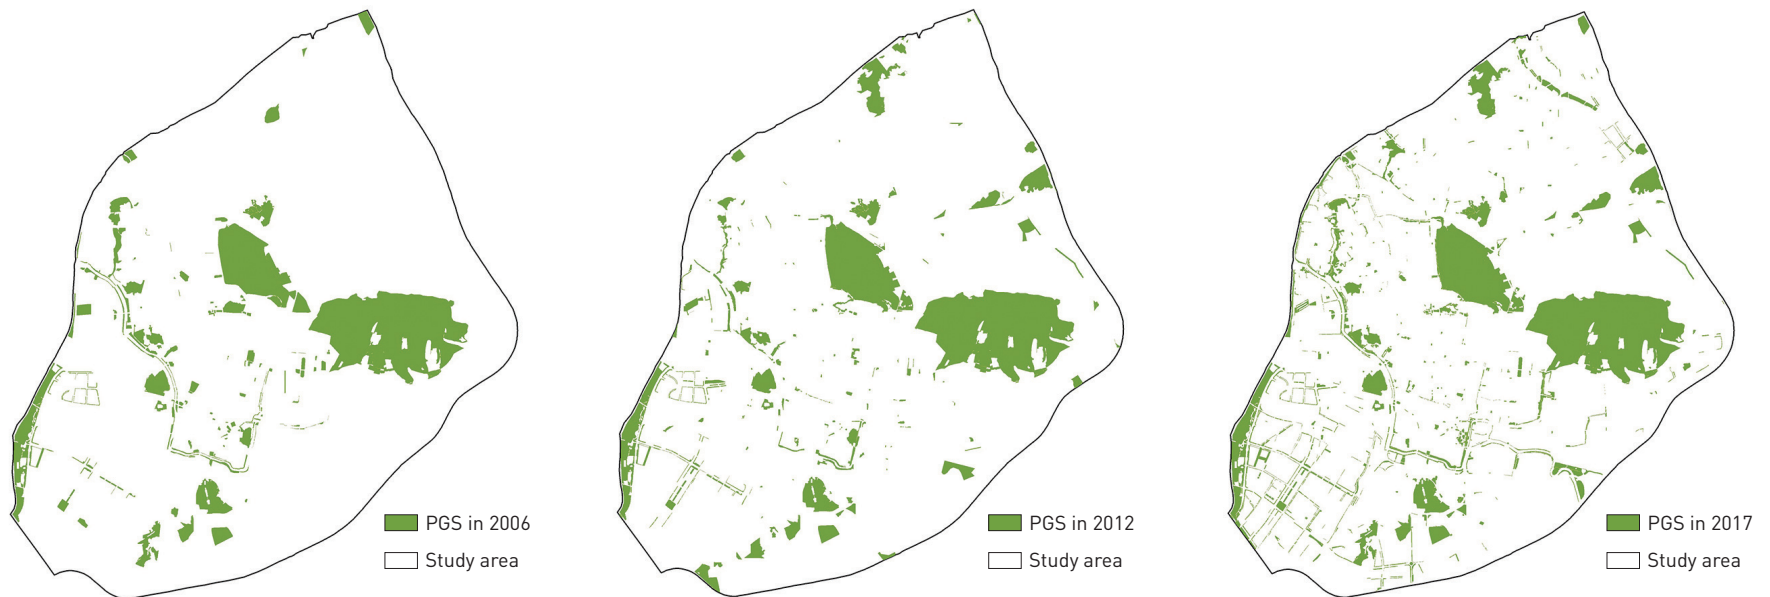 PGS in 2006
Study area
PGS in 2012
Study area
PGS in 2017
Study area